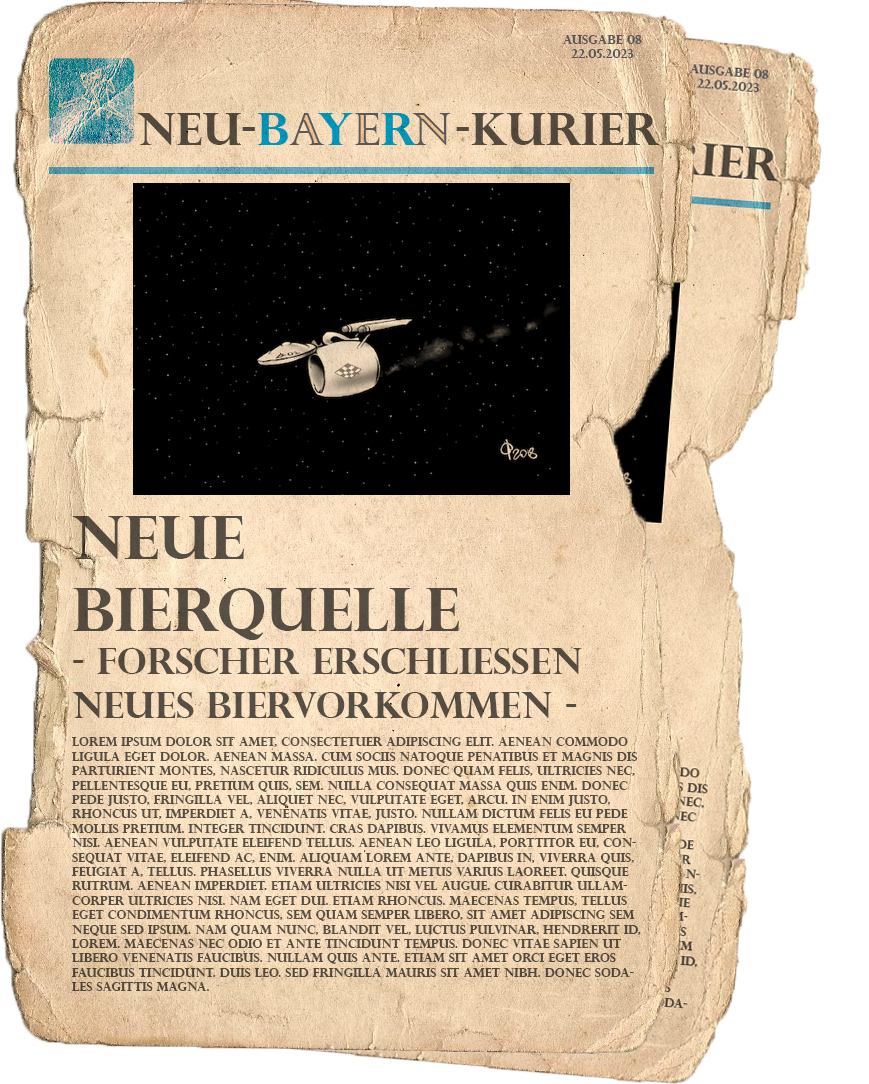 AUSGABE 08
22.05.2023
NEU-BAYERN-KURIER
NEUE
BIERQUELLE
- FORSCHER ERSCHLIESSEN
NEUES BIERVORKOMMEN -
LOREM IPSUM DOLOR SIT AMET, CONSECTETUER ADIPISCING ELIT. AENEAN COMMODO
LIGULA EGET DOLOR. AENEAN MASSA. CUM SOCIIS NATOQUE PENATIBUS ET MAGNIS DIS
PARTURIENT MONTES, NASCETUR RIDICULUS MUS. DONEC QUAM FELIS, ULTRICIES NEC,
PELLENTESQUE EU, PRETIUM QUIS, SEM. NULLA CONSEQUAT MASSA QUIS ENIM. DONEC
PEDE JUSTO, FRINGILLA VEL, ALIQUET NEC, VULPUTATE EGET, ARCU. IN ENIM JUSTO,
RHONCUS UT, IMPERDIET A, VENENATIS VITAE, JUSTO. NULLAM DICTUM FELIS EU PEDE
MOLLIS PRETIUM. INTEGER TINCIDUNT. CRAS DAPIBUS. VIVAMUS ELEMENTUM SEMPER
NISI. AENEAN VULPUTATE ELEIFEND TELLUS. AENEAN LEO LIGULA, PORTTITOR EU, CON-
SEQUAT VITAE, ELEIFEND AC, ENIM. ALIQUAM LOREM ANTE, DAPIBUS IN, VIVERRA QUIS,
FEUGIAT A, TELLUS. PHASELLUS VIVERRA NULLA UT METUS VARIUS LAOREET. QUISQUE
RUTRUM. AENEAN IMPERDIET. ETIAM ULTRICIES NISI VEL AUGUE. CURABITUR ULLAM-
CORPER ULTRICIES NISI. NAM EGET DUI. ETIAM RHONCUS. MAECENAS TEMPUS, TELLUS
EGET CONDIMENTUM RHONCUS, SEM QUAM SEMPER LIBERO, SIT AMET ADIPISCING SEM
NEQUE SED IPSUM. NAM QUAM NUNC, BLANDIT VEL, LUCTUS PULVINAR, HENDRERIT ID,
LOREM. MAECENAS NEC ODIO ET ANTE TINCIDUNT TEMPUS. DONEC VITAE SAPIEN UT
LIBERO VENENATIS FAUCIBUS. NULLAM QUIS ANTE. ETIAM SIT AMET ORCI EGET EROS
FAUCIBUS TINCIDUNT. DUIS LEO. SED FRINGILLA MAURIS SIT AMET NIBH. DONEC SODA-
LES SAGITTIS MAGNA.
AUSGABE 08
22.05.2023